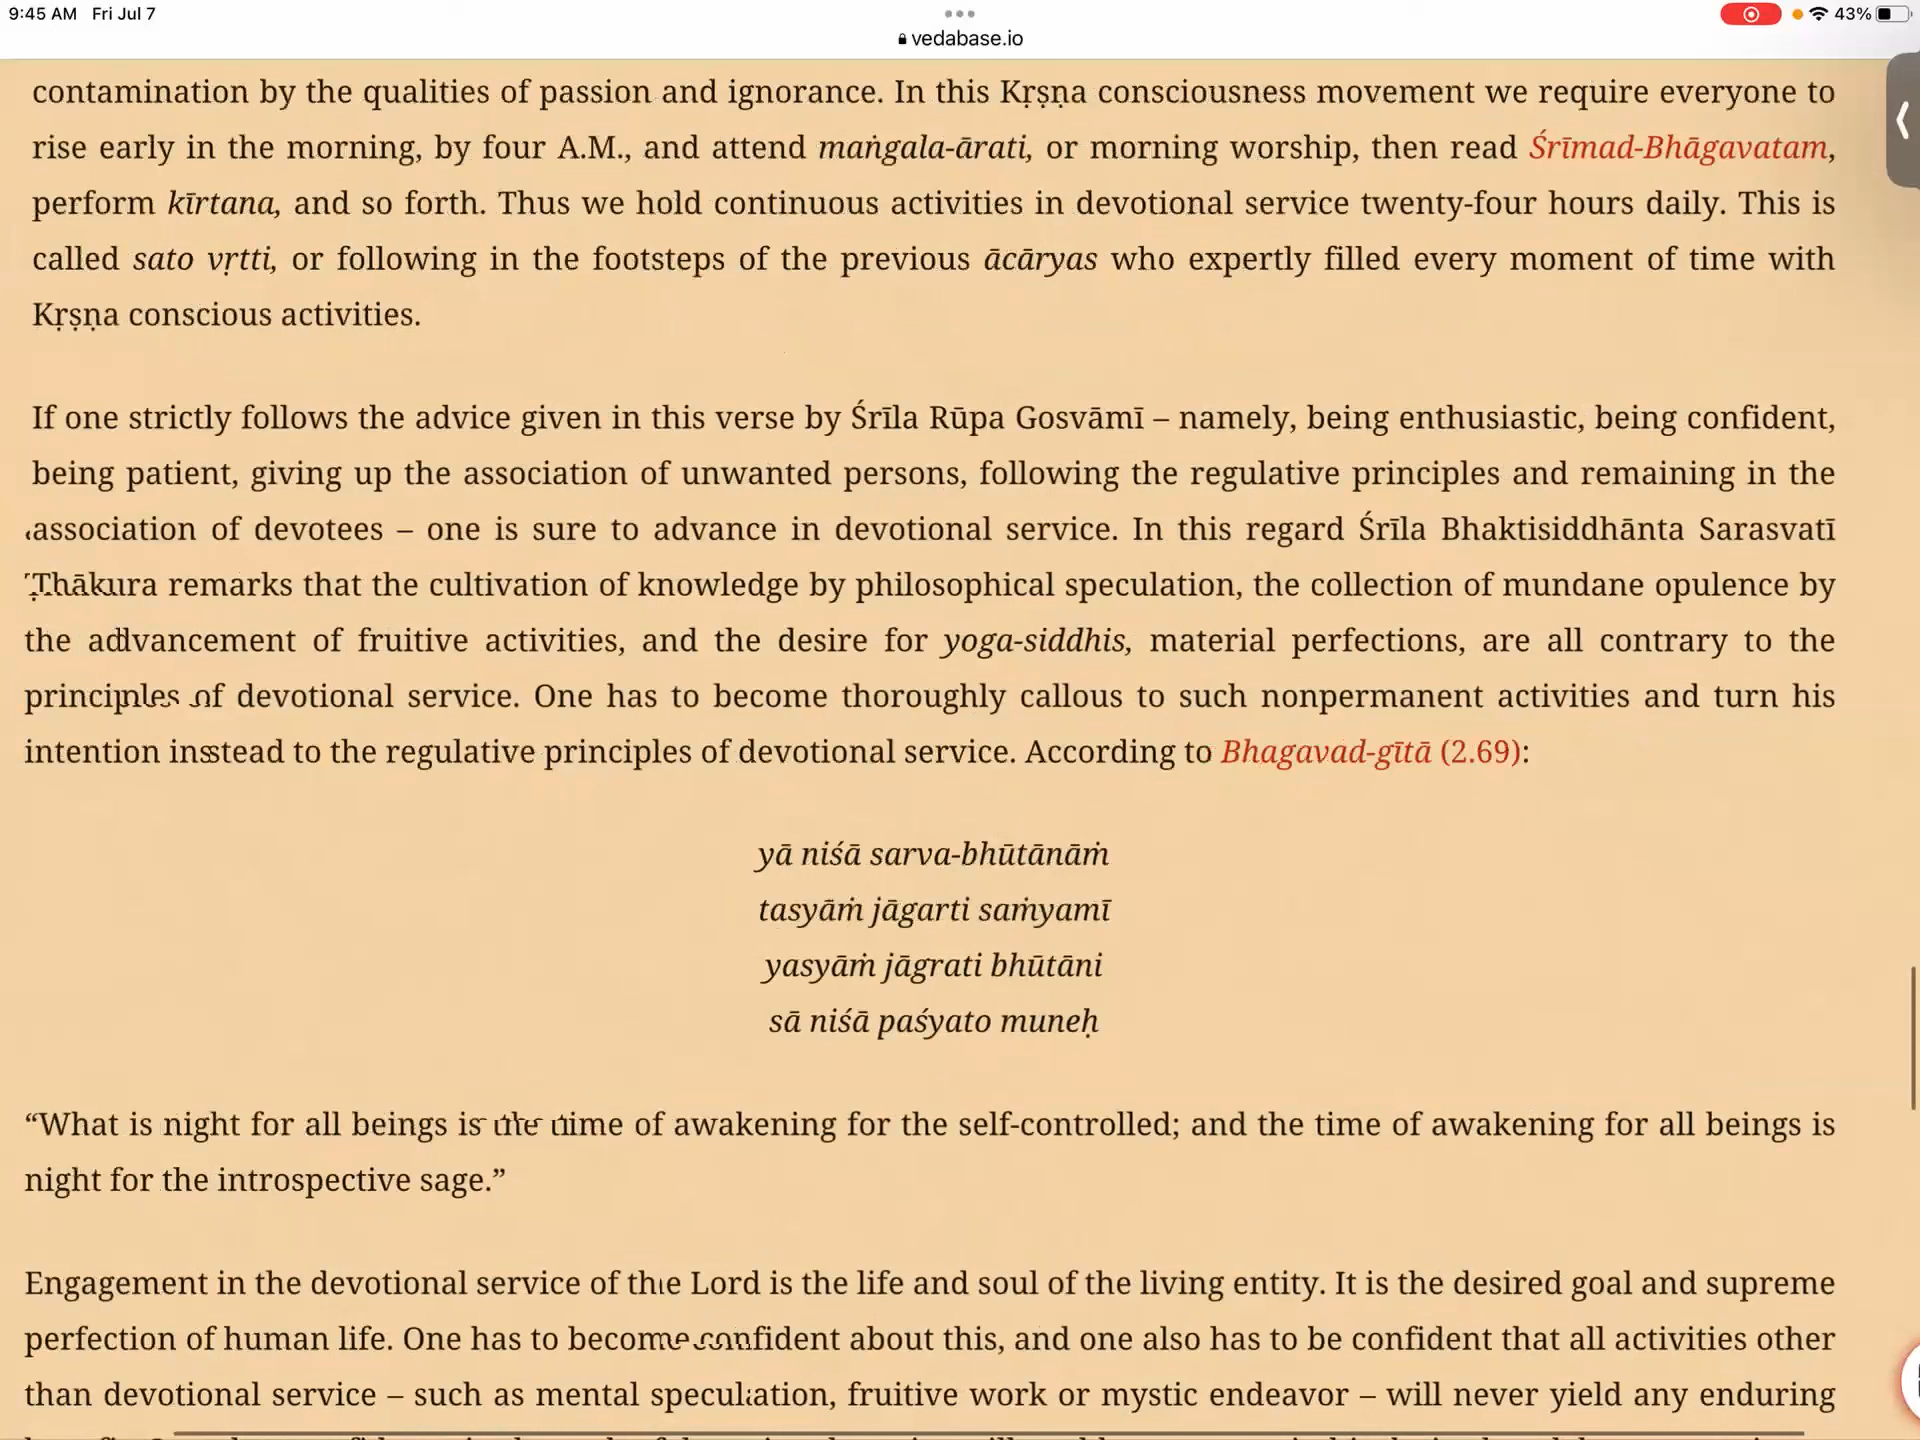 9:45 AM Fri Jul 7
43%
vedabase.io
contamination by the qualities of passion and ignorance. In this Kṛṣṇa consciousness movement we require everyone to
rise early in the morning, by four A.M., and attend maṅgala-ārati, or morning worship, then read Śrīmad-Bhāgavatam,
perform kīrtana, and so forth. Thus we hold continuous activities in devotional service twenty-four hours daily. This is
called sato vṛtti, or following in the footsteps of the previous ācāryas who expertly filled every moment of time with
Kṛṣṇa conscious activities.
If one strictly follows the advice given in this verse by Śrīla Rūpa Gosvāmī – namely, being enthusiastic, being confident,
being patient, giving up the association of unwanted persons, following the regulative principles and remaining in the
association of devotees – one is sure to advance in devotional service. In this regard Śrīla Bhaktisiddhānta Sarasvatī
Ṭhākura remarks that the cultivation of knowledge by philosophical speculation, the collection of mundane opulence by
the advancement of fruitive activities, and the desire for yoga-siddhis, material perfections, are all contrary to the
principles of devotional service. One has to become thoroughly callous to such nonpermanent activities and turn his
intention instead to the regulative principles of devotional service. According to Bhagavad-gītā (2.69):
yā niśā sarva-bhūtānāṁ
tasyāṁ jāgarti saṁyamī
yasyāṁ jāgrati bhūtāni
sā niśā paśyato muneḥ
“What is night for all beings is the time of awakening for the self-controlled; and the time of awakening for all beings is
night for the introspective sage.”
Engagement in the devotional service of the Lord is the life and soul of the living entity. It is the desired goal and supreme
perfection of human life. One has to become confident about this, and one also has to be confident that all activities other
than devotional service – such as mental speculation, fruitive work or mystic endeavor – will never yield any enduring